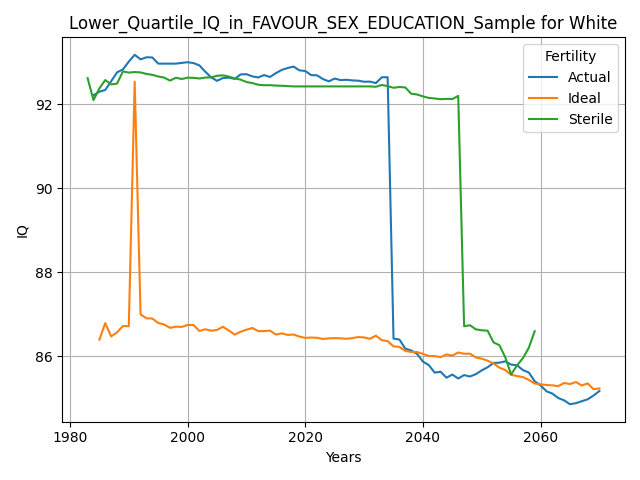 Lower_Quartile_IQ_in_FAVOUR_SEX_EDUCATION_Sample for White
Fertility
Actual
Ideal
Sterile
IQ
92
90
88
86
1980
2000
2020
2040
2060
Years